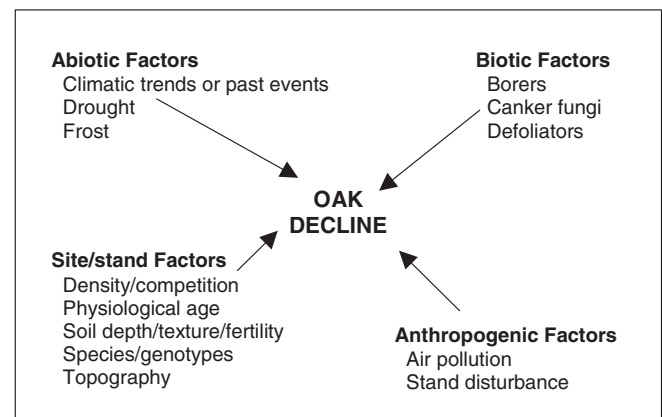 Abiotic Factors
Climatic trends or past events
Drought
Frost
Biotic Factors
Borers
Canker fungi
Defoliators
OAK
DECLINE
Site/stand Factors
Density/competition
Physiological age
Soil depth/texture/fertility
Species/genotypes
Topography
Anthropogenic Factors
Air pollution
Stand disturbance